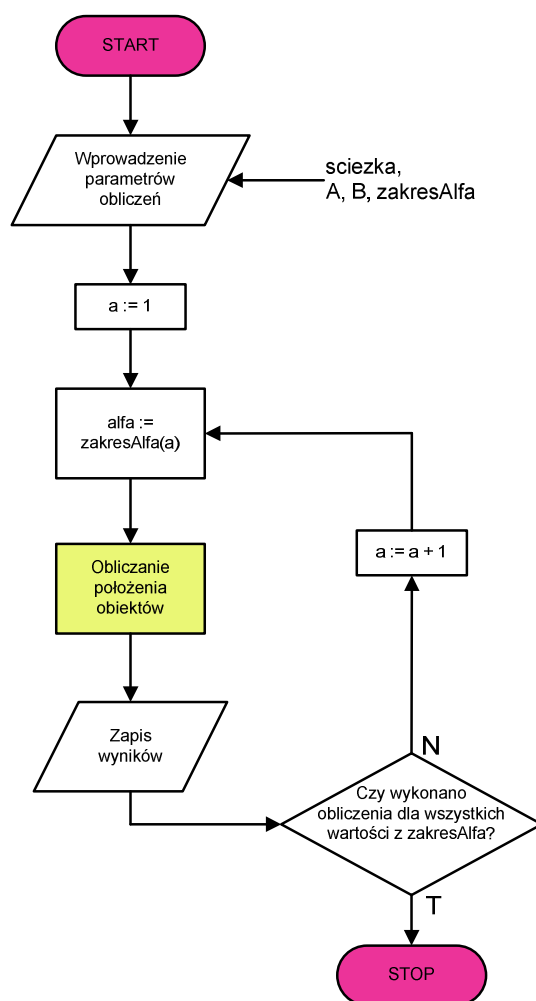 START
Wprowadzenie
parametrów
obliczeń
sciezka,
A, B, zakresAlfa
a := 1
alfa :=
zakresAlfa(a)
a := a + 1
Obliczanie
położenia
obiektów
Zapis
wyników
N
Czy wykonano
obliczenia dla wszystkich
wartości z zakresAlfa?
T
STOP